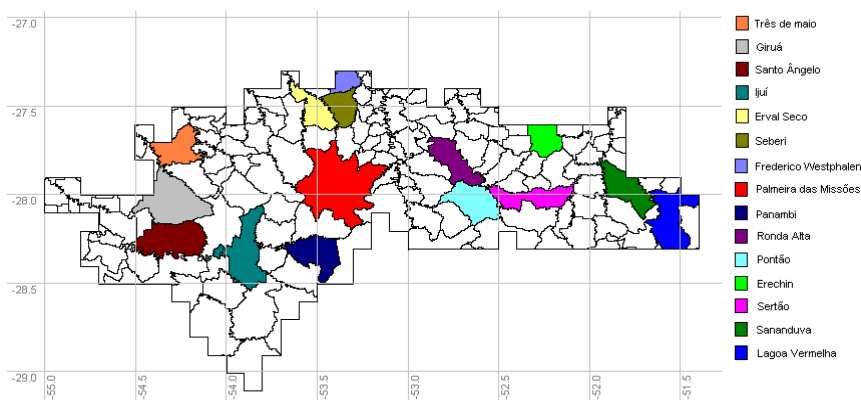 -27.0
-27.5
-28.0
-28.5
-29.0
-55.0
-54.5
-54.0
-53.5
-53.0
-52.5
-52.0
-51.5
Três de maio
Giruá
Santo Ângelo
Ijuí
Erval Seco
Seberi
Frederico Westphalen
Palmeira das Missões
Panambi
Ronda Alta
Pontão
Erechin
Sertão
Sananduva
Lagoa Vermelha